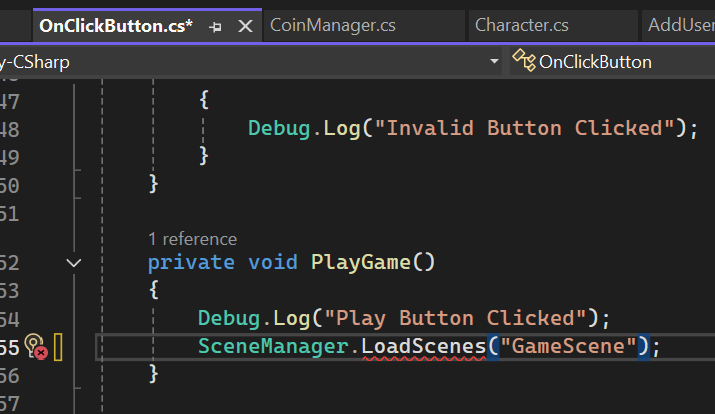 OnClickButton.cs* CoinManager.cs Character.cs AddUser
y-CSharp OnClickButton
47 {
48 Debug.Log("Invalid Button Clicked");
49 }
50 }
51
1 reference
52 private void PlayGame()
53 {
54 Debug.Log("Play Button Clicked");
55 SceneManager.LoadScenes("GameScene");
56 }
57